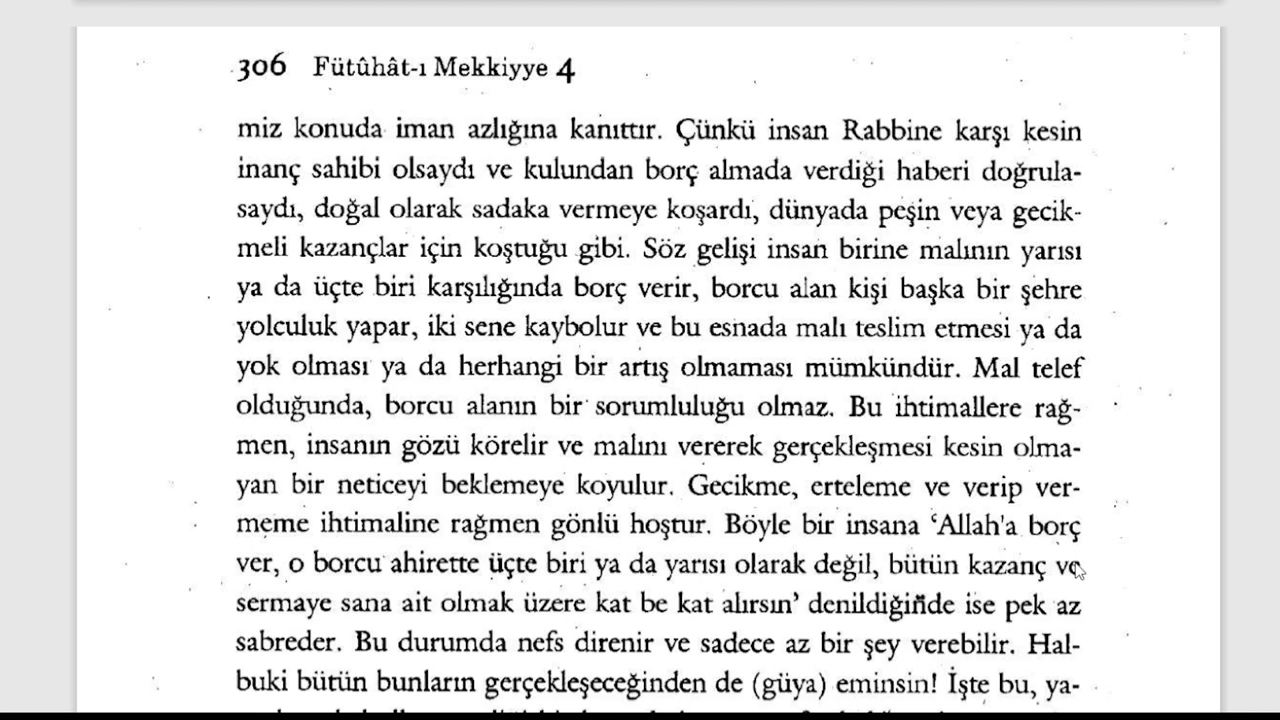 306 Fütûhât-ı Mekkiyye 4
miz konuda iman azlığına kanıttır. Çünkü insan Rabbine karşı kesin
inanç sahibi olsaydı ve kulundan borç almada verdiği haberi doğrula-
saydı, doğal olarak sadaka vermeye koşardı, dünyada peşin veya gecik-
meli kazançlar için koştuğu gibi. Söz gelişi insan birine malının yarısı
ya da üçte biri karşılığında borç verir, borcu alan kişi başka bir şehre
yolculuk yapar, iki sene kaybolur ve bu esnada malı teslim etmesi ya da
yok olması ya da herhangi bir artış olmaması mümkündür. Mal telef
olduğunda, borcu alanın bir sorumluluğu olmaz. Bu ihtimallere rağ-
men, insanın gözü körelir ve malını vererek gerçekleşmesi kesin olma-
yan bir neticeyi beklemeye koyulur. Gecikme, erteleme ve verip ver-
meme ihtimaline rağmen gönlü hoştur. Böyle bir insana ‘Allah'a borç
ver, o borcu ahirette üçte biri ya da yarısı olarak değil, bütün kazanç ve
sermaye sana ait olmak üzere kat be kat alırsın’ denildiğinde ise pek az
sabreder. Bu durumda nefs direnir ve sadece az bir şey verebilir. Hal-
buki bütün bunların gerçekleşeceğinden de (güya) eminsin! İşte bu, ya-